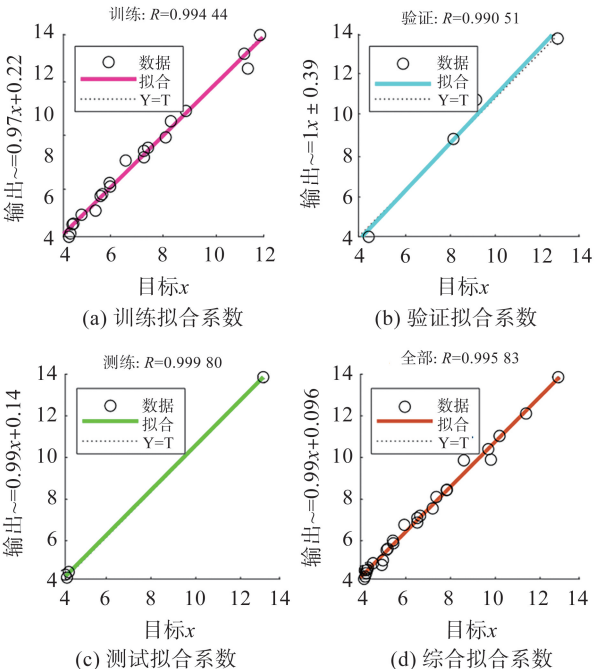 训练: R=0.994 44
输出~=0.97x+0.22
14
12
10
8
6
4
数据
拟合
Y=T
4 6 8 10 12
目标x
(a) 训练拟合系数
验证: R=0.990 51
输出~=1x±0.39
14
12
10
8
6
4
数据
拟合
Y=T
4 6 8 10 12 14
目标x
(b) 验证拟合系数
测练: R=0.999 80
输出~=0.99x+0.14
14
12
10
8
6
4
数据
拟合
Y=T
4 6 8 10 12 14
目标x
(c) 测试拟合系数
全部: R=0.995 83
输出~=0.99x+0.096
14
12
10
8
6
4
数据
拟合
Y=T
4 6 8 10 12 14
目标x
(d) 综合拟合系数